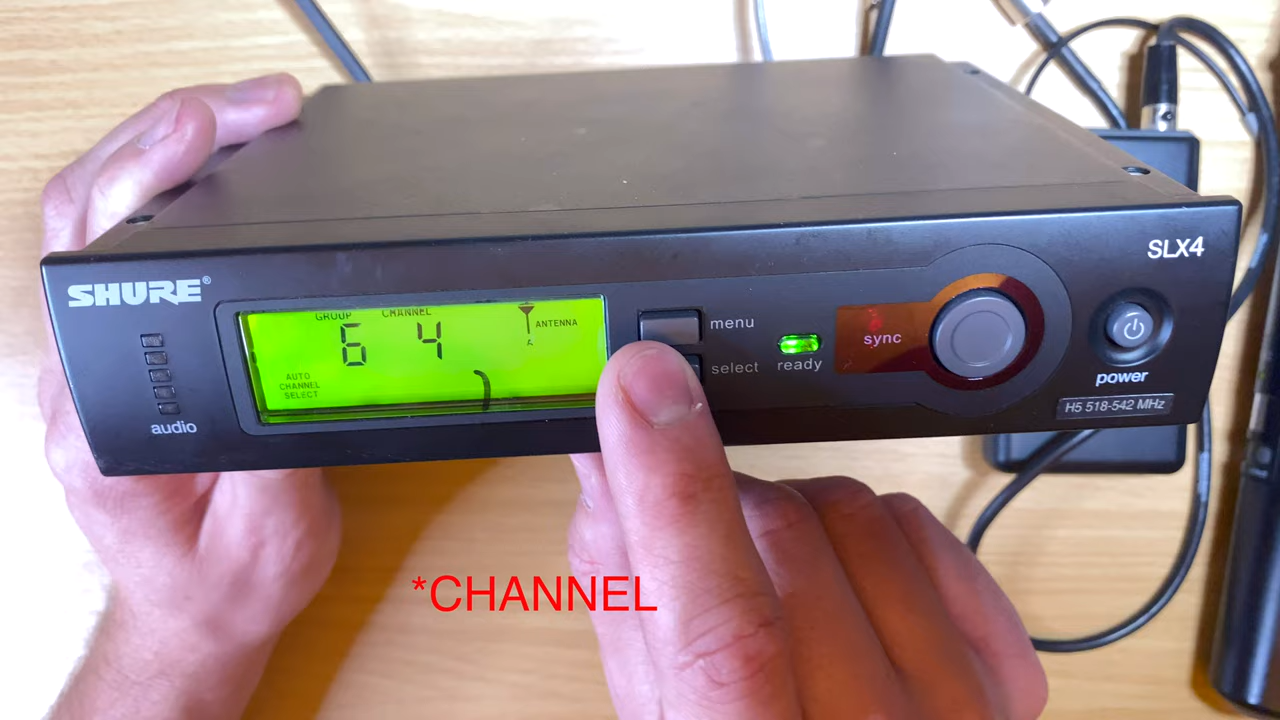 SHURE®
SLX4
GROUP CHANNEL
6 4
ANTENNA
A
AUTO
CHANNEL
SELECT
audio
menu
select
ready
sync
power
H5 518-542 MHz
*CHANNEL